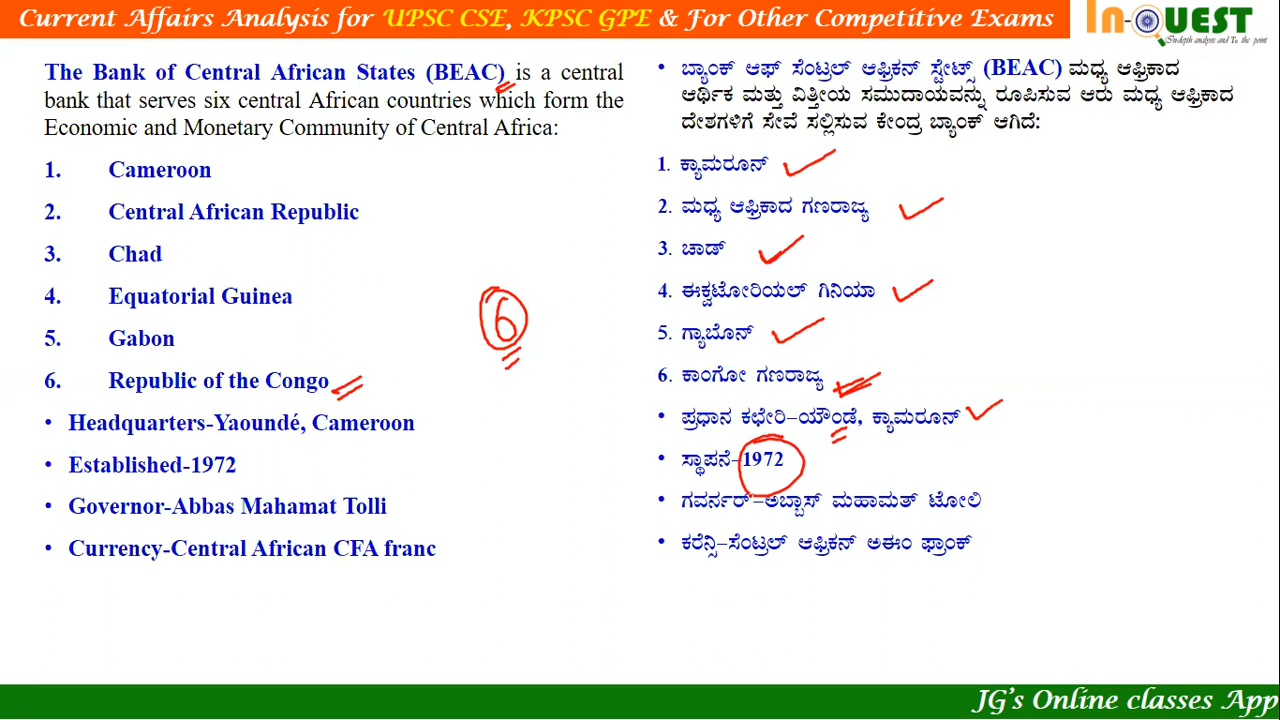 Current Affairs Analysis for UPSC CSE, KPSC GPE & For Other Competitive Exams
In-QUEST
In-depth analysis and To the point
The Bank of Central African States (BEAC) is a central
bank that serves six central African countries which form the
Economic and Monetary Community of Central Africa:
1. Cameroon
2. Central African Republic
3. Chad
4. Equatorial Guinea
5. Gabon
6. Republic of the Congo
• Headquarters-Yaoundé, Cameroon
• Established-1972
• Governor-Abbas Mahamat Tolli
• Currency-Central African CFA franc
6
• ಬ್ಯಾಂಕ್ ಆಫ್ ಸೆಂಟ್ರಲ್ ಆಫ್ರಿಕನ್ ಸ್ಟೇಟ್ಸ್ (BEAC) ಮಧ್ಯ ಆಫ್ರಿಕಾದ
ಆರ್ಥಿಕ ಮತ್ತು ವಿತ್ತೀಯ ಸಮುದಾಯವನ್ನು ರೂಪಿಸುವ ಆರು ಮಧ್ಯ ಆಫ್ರಿಕಾದ
ದೇಶಗಳಿಗೆ ಸೇವೆ ಸಲ್ಲಿಸುವ ಕೇಂದ್ರ ಬ್ಯಾಂಕ್ ಆಗಿದೆ:
1. ಕ್ಯಾಮರೂನ್
2. ಮಧ್ಯ ಆಫ್ರಿಕಾದ ಗಣರಾಜ್ಯ
3. ಚಾಡ್
4. ಈಕ್ವಟೋರಿಯಲ್ ಗಿನಿಯಾ
5. ಗ್ಯಾಬೊನ್
6. ಕಾಂಗೋ ಗಣರಾಜ್ಯ
• ಪ್ರಧಾನ ಕಛೇರಿ-ಯೌಂಡೆ, ಕ್ಯಾಮರೂನ್
• ಸ್ಥಾಪನೆ-1972
• ಗವರ್ನರ್-ಅಬ್ಬಾಸ್ ಮಹಾಮತ್ ಟೋಲಿ
• ಕರೆನ್ಸಿ-ಸೆಂಟ್ರಲ್ ಆಫ್ರಿಕನ್ ಅಈಂ ಫ್ರಾಂಕ್
JG's Online classes App